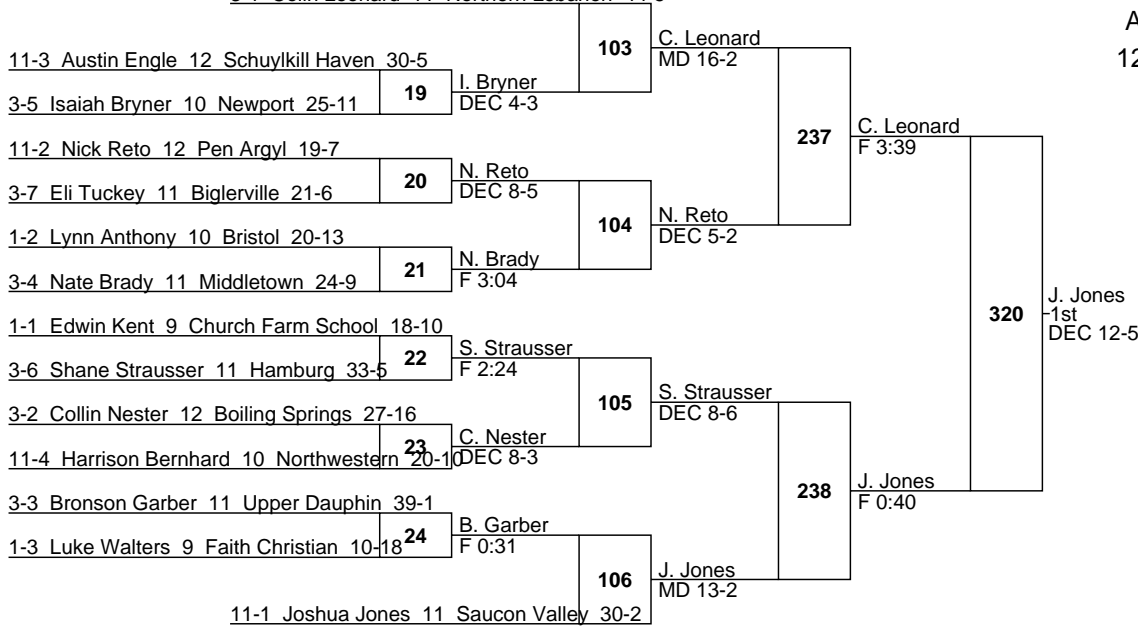 103
C. Leonard
MD 16-2
A
12
11-3 Austin Engle 12 Schuylkill Haven 30-5
19
I. Bryner
DEC 4-3
3-5 Isaiah Bryner 10 Newport 25-11
237
C. Leonard
F 3:39
11-2 Nick Reto 12 Pen Argyl 19-7
20
N. Reto
DEC 8-5
3-7 Eli Tuckey 11 Biglerville 21-6
104
N. Reto
DEC 5-2
1-2 Lynn Anthony 10 Bristol 20-13
21
N. Brady
F 3:04
3-4 Nate Brady 11 Middletown 24-9
320
J. Jones
1st
DEC 12-5
1-1 Edwin Kent 9 Church Farm School 18-10
22
S. Strausser
F 2:24
3-6 Shane Strausser 11 Hamburg 33-5
105
S. Strausser
DEC 8-6
3-2 Collin Nester 12 Boiling Springs 27-16
23
C. Nester
DEC 8-3
11-4 Harrison Bernhard 10 Northwestern 20-10
238
J. Jones
F 0:40
3-3 Bronson Garber 11 Upper Dauphin 39-1
24
B. Garber
F 0:31
1-3 Luke Walters 9 Faith Christian 10-18
106
J. Jones
MD 13-2
11-1 Joshua Jones 11 Saucon Valley 30-2